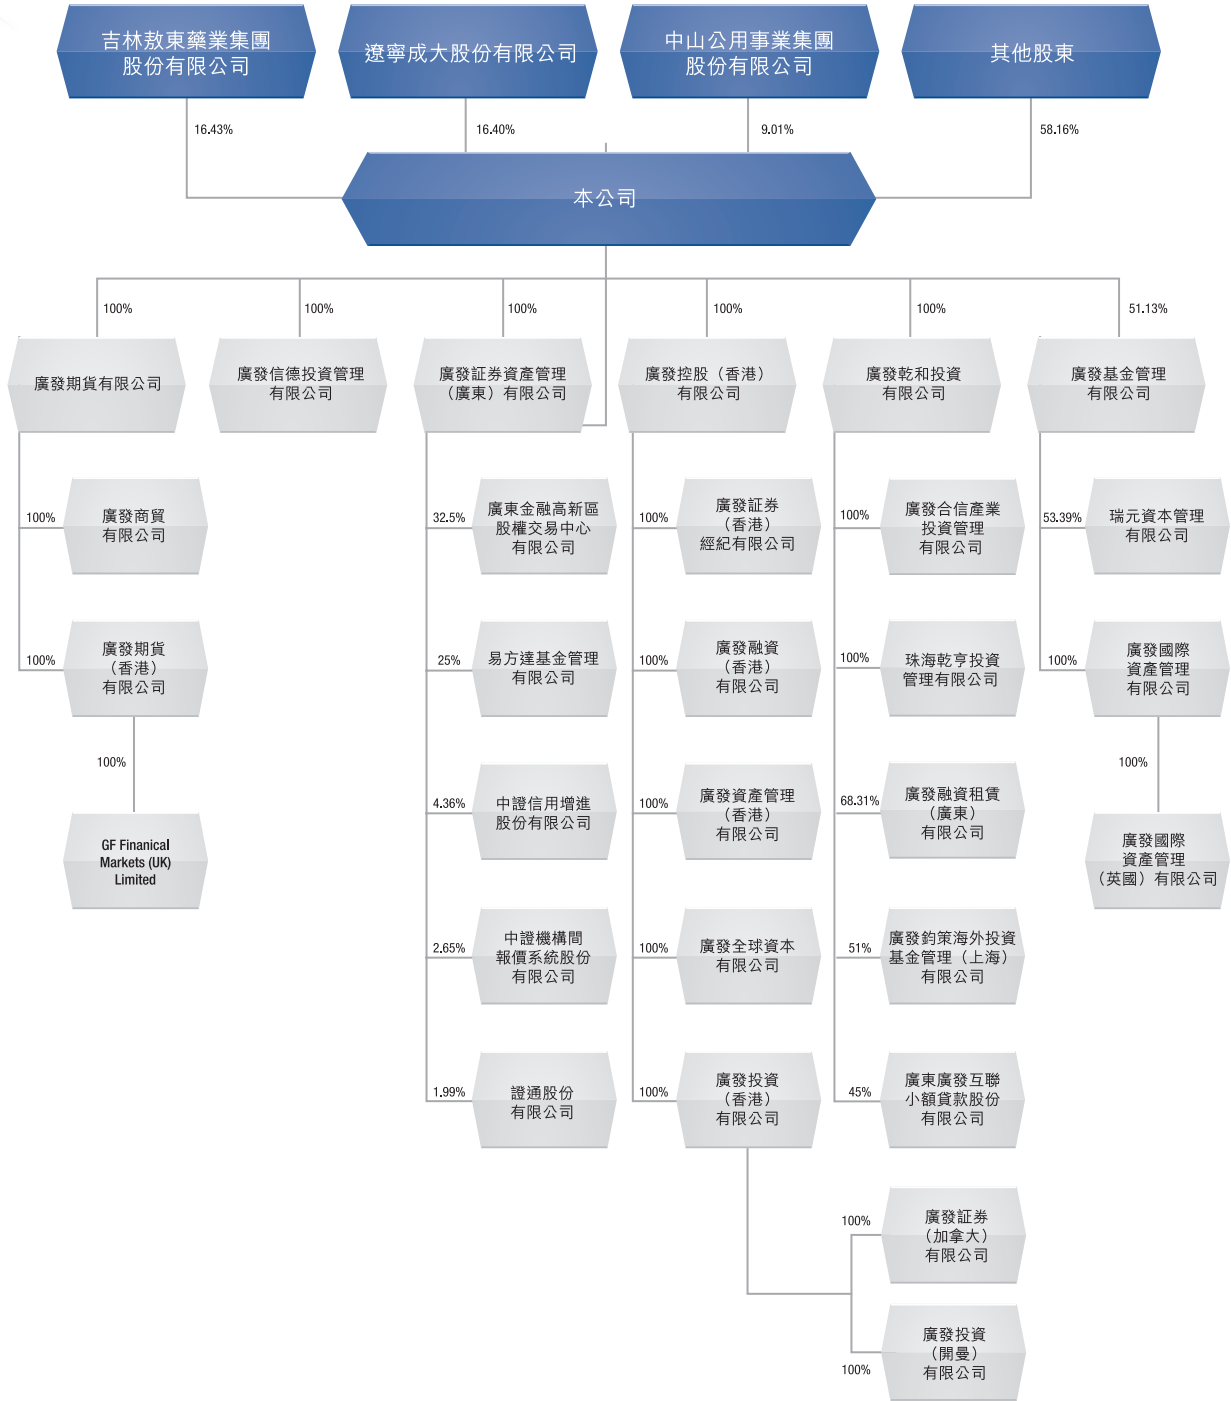 吉林敖東藥業集團
股份有限公司
遼寧成大股份有限公司
中山公用事業集團
股份有限公司
其他股東
16.43%
16.40%
9.01%
58.16%
本公司
100%
100%
100%
100%
100%
51.13%
廣發期貨有限公司
廣發信德投資管理
有限公司
廣發証券資產管理
（廣東）有限公司
廣發控股（香港）
有限公司
廣發乾和投資
有限公司
廣發基金管理
有限公司
100%
廣發商貿
有限公司
32.5%
廣東金融高新區
股權交易中心
有限公司
100%
廣發証券
（香港）
經紀有限公司
100%
廣發合信產業
投資管理
有限公司
53.39%
瑞元資本管理
有限公司
100%
廣發期貨
（香港）
有限公司
25%
易方達基金管理
有限公司
100%
廣發融資
（香港）
有限公司
100%
珠海乾亨投資
管理有限公司
100%
廣發國際
資產管理
有限公司
100%
100%
GF Finanical
Markets (UK)
Limited
4.36%
中證信用增進
股份有限公司
100%
廣發資產管理
（香港）
有限公司
68.31%
廣發融資租賃
（廣東）
有限公司
廣發國際
資產管理
（英國）有限公司
2.65%
中證機構間
報價系統股份
有限公司
100%
廣發全球資本
有限公司
51%
廣發鈞策海外投資
基金管理（上海）
有限公司
1.99%
證通股份
有限公司
100%
廣發投資
（香港）
有限公司
45%
廣東廣發互聯
小額貸款股份
有限公司
100%
廣發証券
（加拿大）
有限公司
100%
廣發投資
（開曼）
有限公司